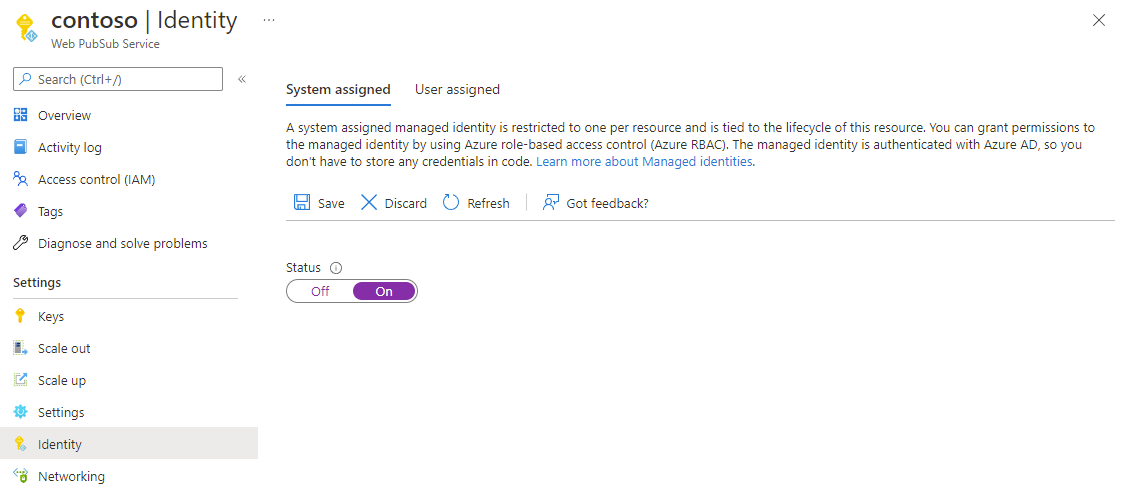 contoso | Identity ...
Web PubSub Service
Search (Ctrl+/)
«
Overview
Activity log
Access control (IAM)
Tags
Diagnose and solve problems
Settings
Keys
Scale out
Scale up
Settings
Identity
Networking
System assigned User assigned
A system assigned managed identity is restricted to one per resource and is tied to the lifecycle of this resource. You can grant permissions to
the managed identity by using Azure role-based access control (Azure RBAC). The managed identity is authenticated with Azure AD, so you
don't have to store any credentials in code. Learn more about Managed identities.
Save Discard Refresh Got feedback?
Status
Off On